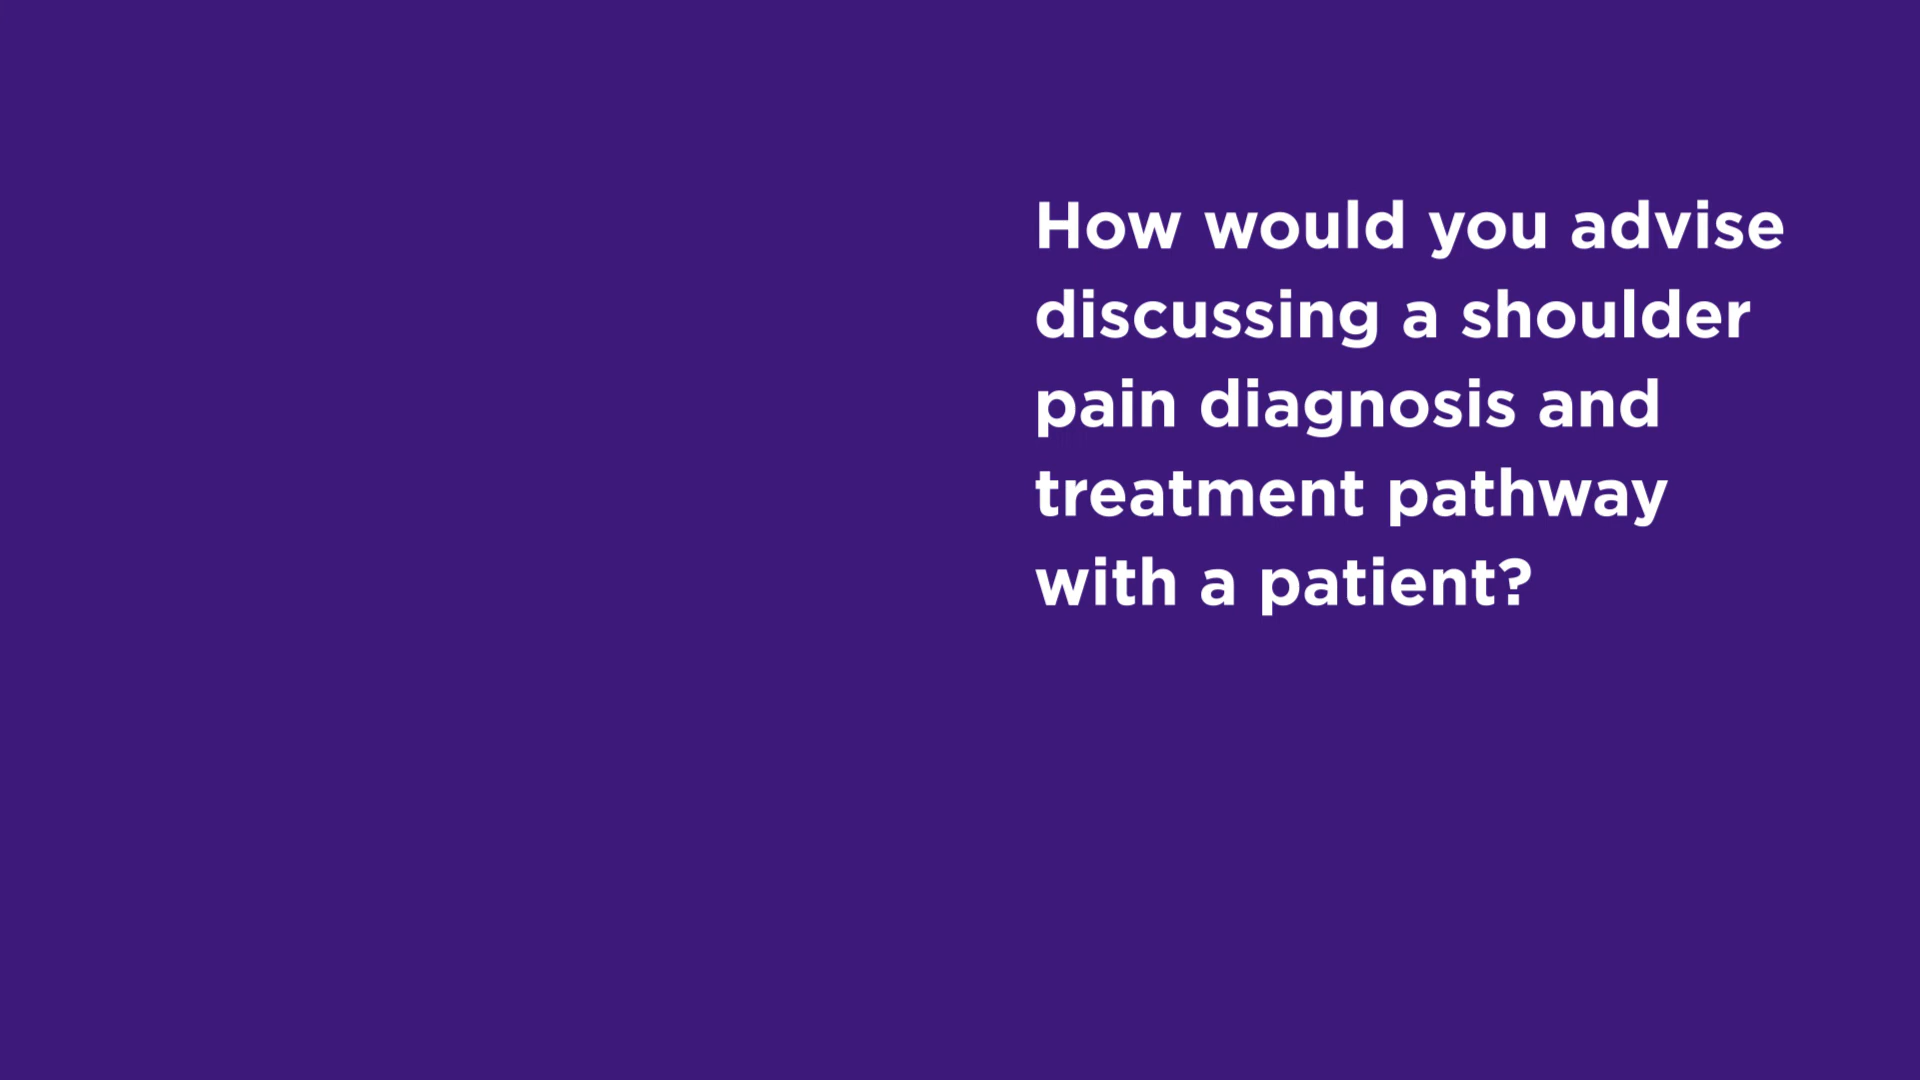 How would you advise
discussing a shoulder
pain diagnosis and
treatment pathway
with a patient?